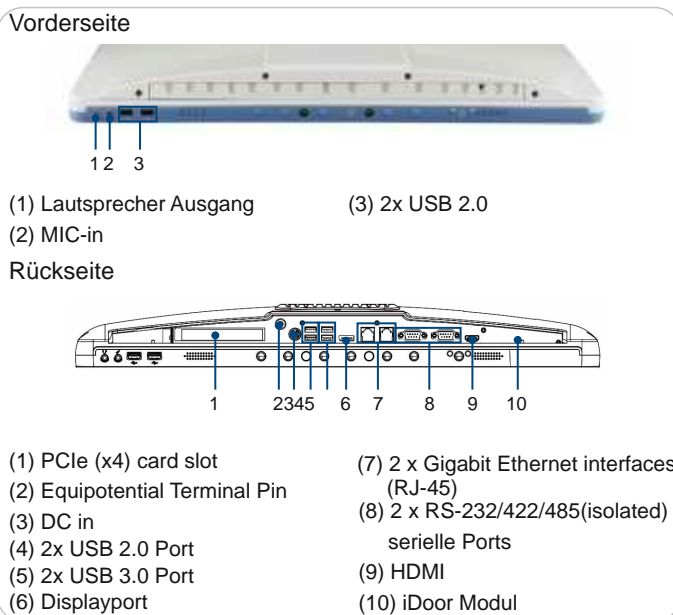 Vorderseite
1 2 3
(1) Lautsprecher Ausgang
(2) MIC-in
(3) 2x USB 2.0
Rückseite
1 2345 6 7 8 9 10
(1) PCIe (x4) card slot
(2) Equipotential Terminal Pin
(3) DC in
(4) 2x USB 2.0 Port
(5) 2x USB 3.0 Port
(6) Displayport
(7) 2 x Gigabit Ethernet interfaces
(RJ-45)
(8) 2 x RS-232/422/485(isolated)
serielle Ports
(9) HDMI
(10) iDoor Modul